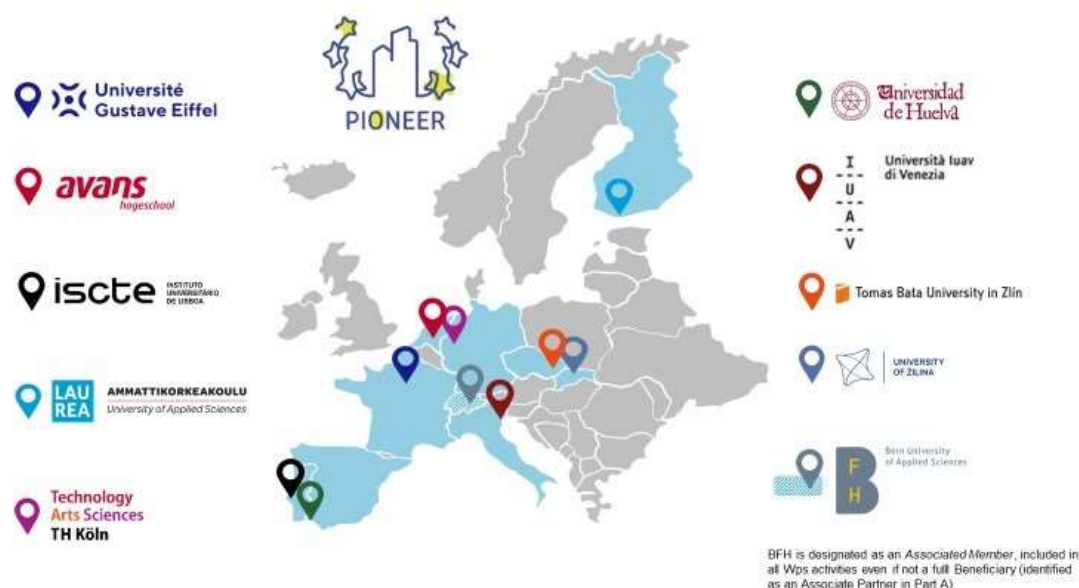 PIONEER
Université
Gustave Eiffel
avans
hogeschool
iscte
INSTITUTO
UNIVERSITÁRIO
DE LISBOA
LAU
REA
AMMATTIKORKEAKOULU
University of Applied Sciences
Technology
Arts Sciences
TH Köln
Universidad
de Huelva
I
U
A
V
Università Iuav
di Venezia
Tomas Bata University in Zlín
UNIVERSITY
OF ŽILINA
B
F
H
Bern University
of Applied Sciences
BFH is designated as an Associated Member, included in
all Wps activities even if not a full Beneficiary (identified
as an Associate Partner in Part A)